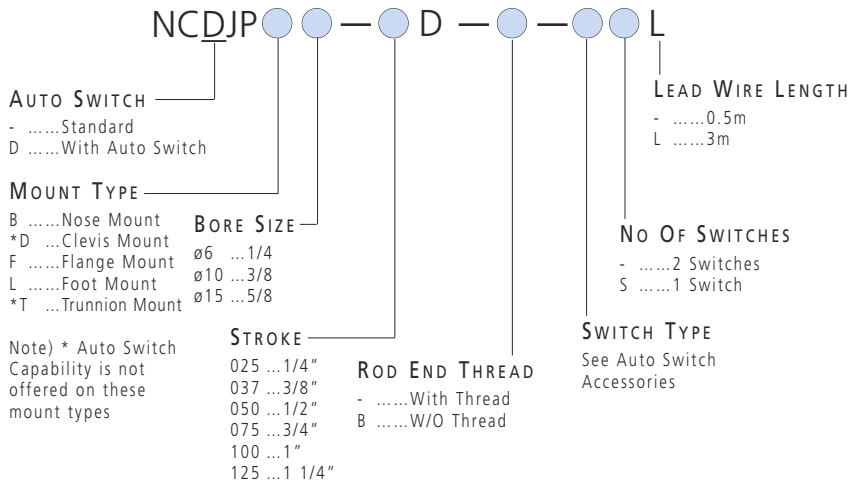 NCDJP — D — — L
AUTO SWITCH
- ......Standard
D ......With Auto Switch
MOUNT TYPE
B ......Nose Mount
*D ...Clevis Mount
F ......Flange Mount
L ......Foot Mount
*T ...Trunnion Mount
Note) * Auto Switch
Capability is not
offered on these
mount types
BORE SIZE
ø6 ...1/4
ø10 ...3/8
ø15 ...5/8
STROKE
025 ...1/4"
037 ...3/8"
050 ...1/2"
075 ...3/4"
100 ...1"
125 ...1 1/4"
ROD END THREAD
- ......With Thread
B ......W/O Thread
SWITCH TYPE
See Auto Switch
Accessories
NO OF SWITCHES
- ......2 Switches
S ......1 Switch
LEAD WIRE LENGTH
- ......0.5m
L ......3m